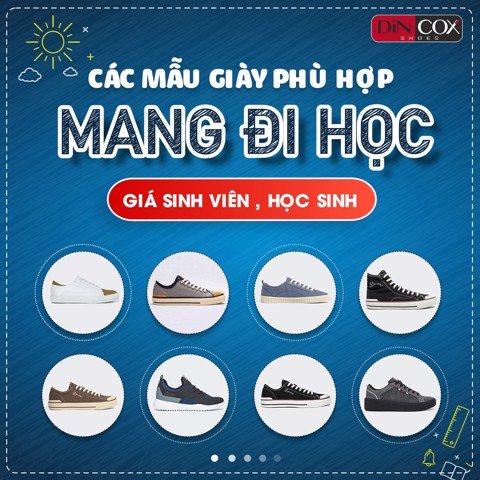 DiNCOX
SHOES
CÁC MẪU GIÀY PHÙ HỢP
MANG ĐI HỌC
GIÁ SINH VIÊN , HỌC SINH